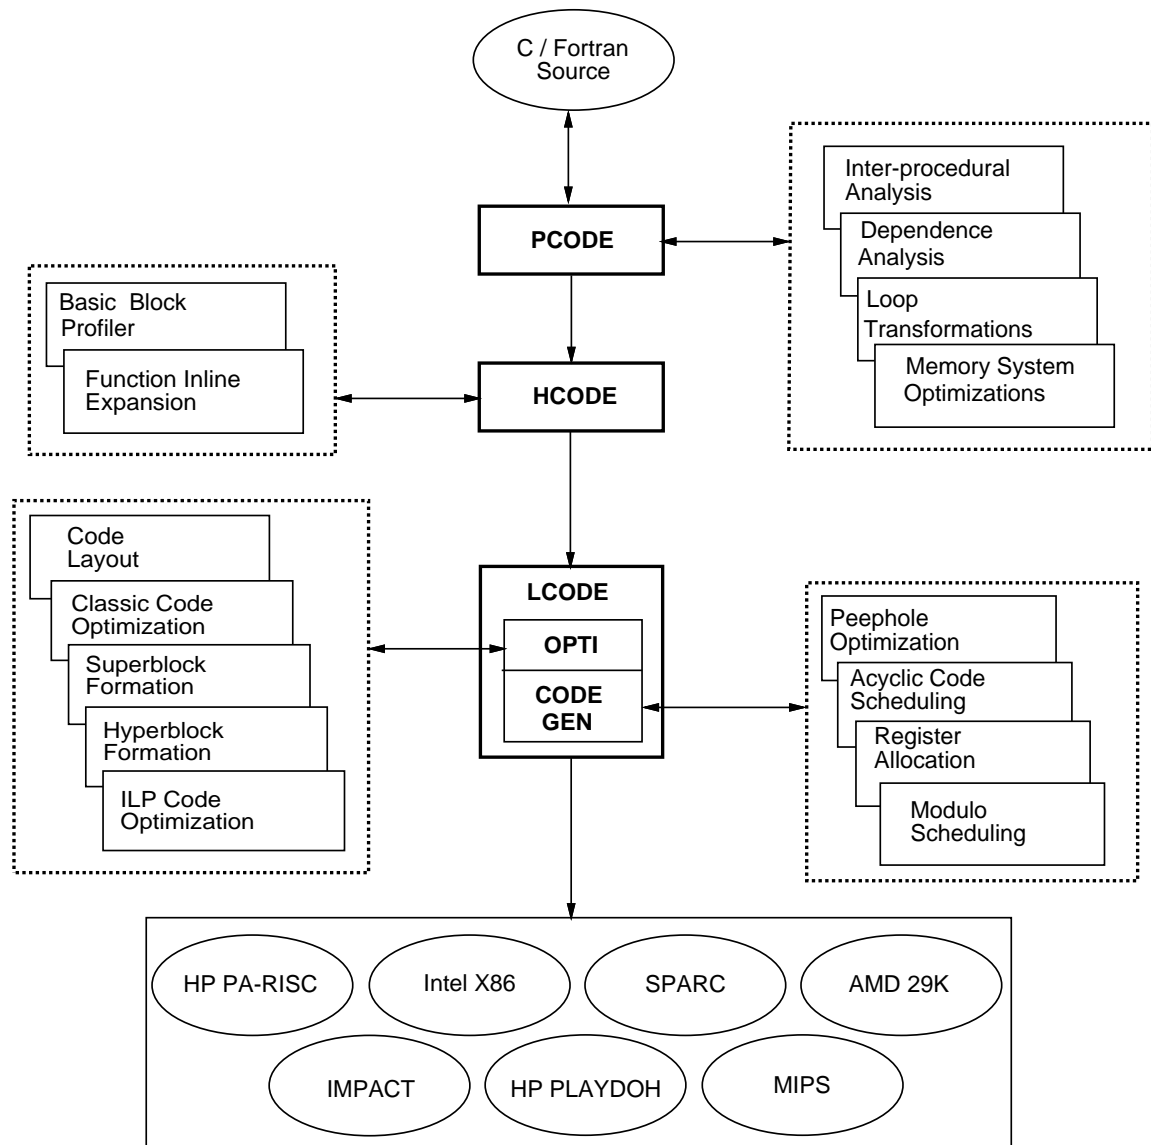 C / Fortran
Source
PCODE
Inter-procedural
Analysis
Dependence
Analysis
Loop
Transformations
Memory System
Optimizations
Basic Block
Profiler
Function Inline
Expansion
HCODE
Code
Layout
Classic Code
Optimization
Superblock
Formation
Hyperblock
Formation
ILP Code
Optimization
LCODE
OPTI
CODE
GEN
Peephole
Optimization
Acyclic Code
Scheduling
Register
Allocation
Modulo
Scheduling
HP PA-RISC
Intel X86
SPARC
AMD 29K
IMPACT
HP PLAYDOH
MIPS